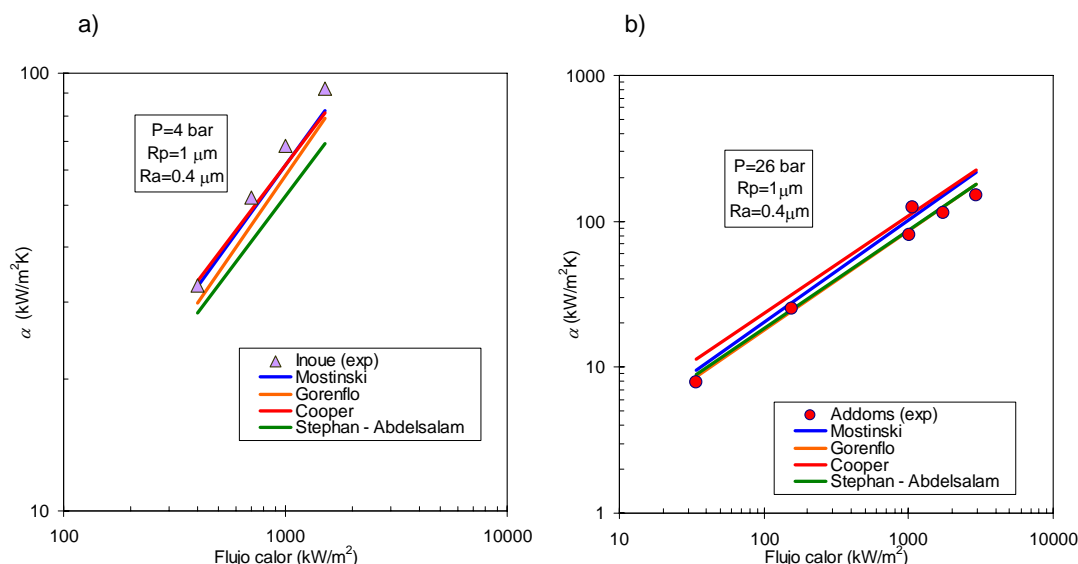 a)
100
10
100
1000
10000
α (kW/m²K)
Flujo calor (kW/m²)
P=4 bar
Rp=1 μm
Ra=0.4 μm
Inoue (exp)
Mostinski
Gorenflo
Cooper
Stephan - Abdelsalam
b)
1000
100
10
1
10
100
1000
10000
α (kW/m²K)
Flujo calor (kW/m²)
P=26 bar
Rp=1μm
Ra=0.4μm
Addoms (exp)
Mostinski
Gorenflo
Cooper
Stephan - Abdelsalam